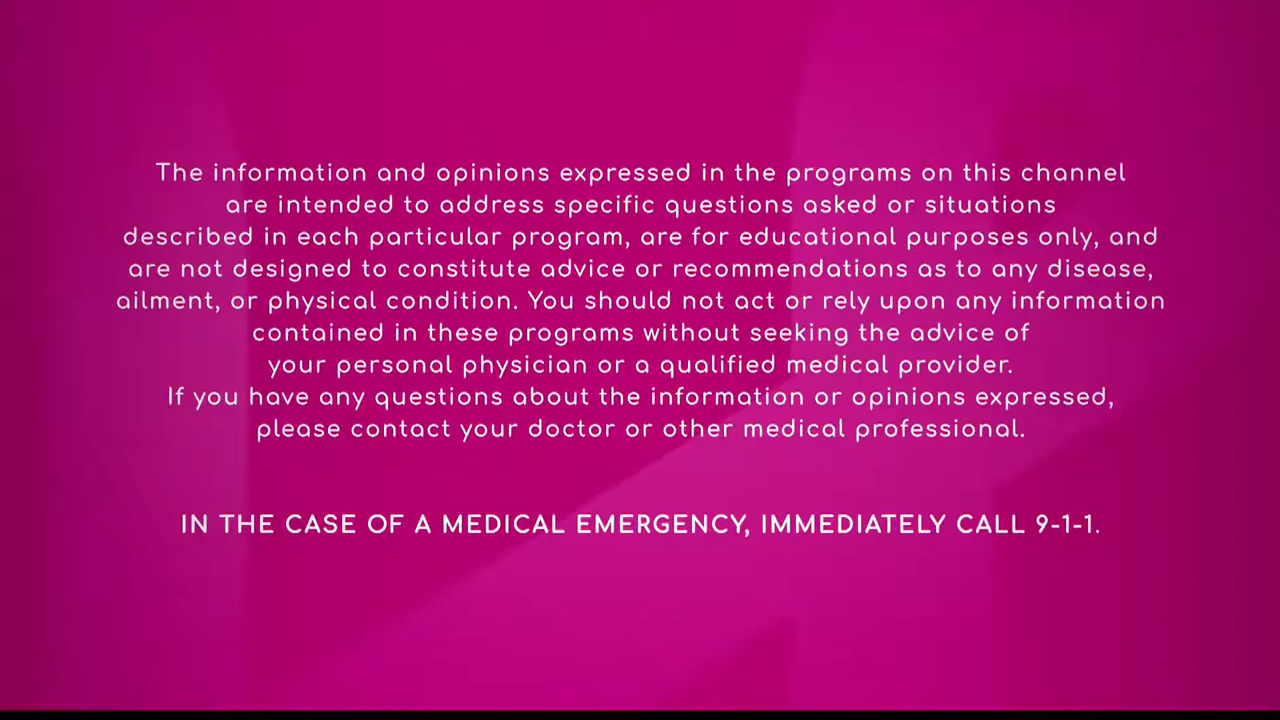 The information and opinions expressed in the programs on this channel
are intended to address specific questions asked or situations
described in each particular program, are for educational purposes only, and
are not designed to constitute advice or recommendations as to any disease,
ailment, or physical condition. You should not act or rely upon any information
contained in these programs without seeking the advice of
your personal physician or a qualified medical provider.
If you have any questions about the information or opinions expressed,
please contact your doctor or other medical professional.
IN THE CASE OF A MEDICAL EMERGENCY, IMMEDIATELY CALL 9-1-1.